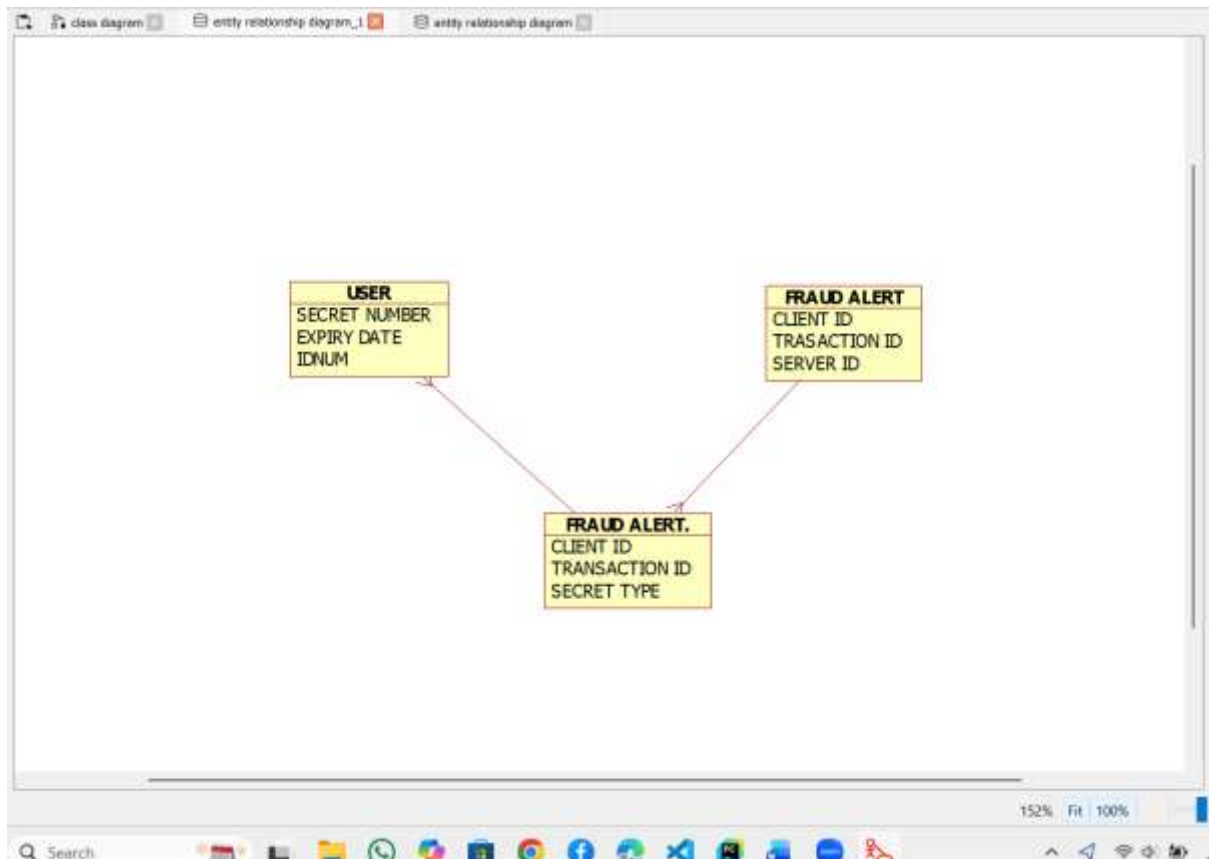 class diagram
entity relationship diagram_1
entity relationship diagram
USER
SECRET NUMBER
EXPIRY DATE
IDNUM
FRAUD ALERT
CLIENT ID
TRASACTION ID
SERVER ID
FRAUD ALERT.
CLIENT ID
TRANSACTION ID
SECRET TYPE
152% Fit 100%
Search